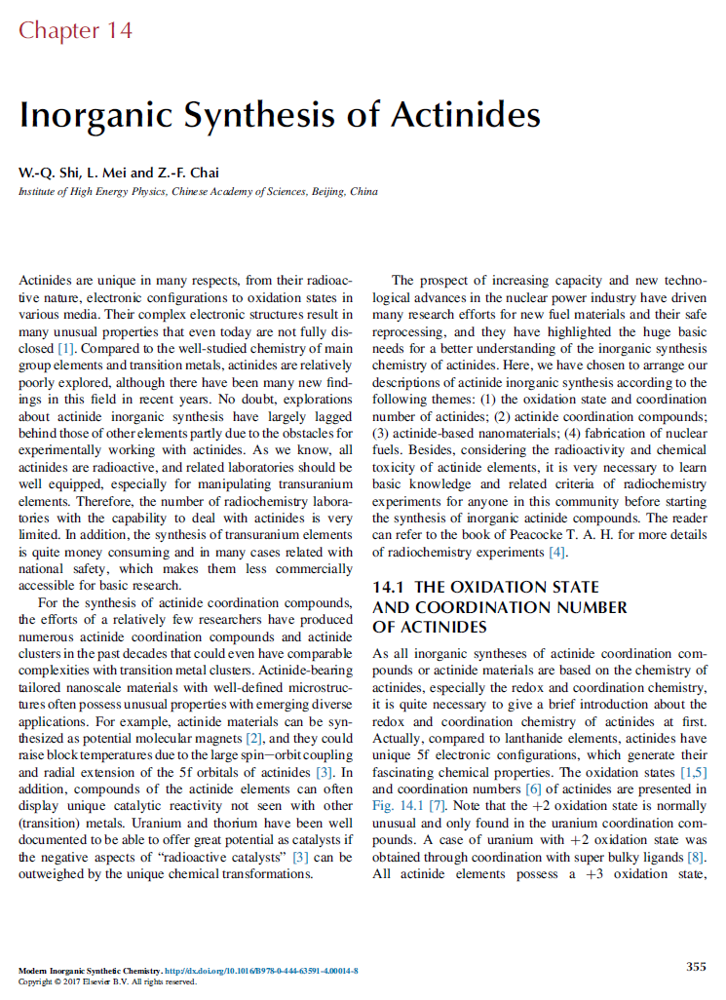 Chapter 14
Inorganic Synthesis of Actinides
W.-Q. Shi, L. Mei and Z.-F. Chai
Institute of High Energy Physics, Chinese Academy of Sciences, Beijing, China
Actinides are unique in many respects, from their radioac-
tive nature, electronic configurations to oxidation states in
various media. Their complex electronic structures result in
many unusual properties that even today are not fully dis-
closed [1]. Compared to the well-studied chemistry of main
group elements and transition metals, actinides are relatively
poorly explored, although there have been many new find-
ings in this field in recent years. No doubt, explorations
about actinide inorganic synthesis have largely lagged
behind those of other elements partly due to the obstacles for
experimentally working with actinides. As we know, all
actinides are radioactive, and related laboratories should be
well equipped, especially for manipulating transuranium
elements. Therefore, the number of radiochemistry labora-
tories with the capability to deal with actinides is very
limited. In addition, the synthesis of transuranium elements
is quite money consuming and in many cases related with
national safety, which makes them less commercially
accessible for basic research.
For the synthesis of actinide coordination compounds,
the efforts of a relatively few researchers have produced
numerous actinide coordination compounds and actinide
clusters in the past decades that could even have comparable
complexities with transition metal clusters. Actinide-bearing
tailored nanoscale materials with well-defined microstruc-
tures often possess unusual properties with emerging diverse
applications. For example, actinide materials can be syn-
thesized as potential molecular magnets [2], and they could
raise block temperatures due to the large spin–orbit coupling
and radial extension of the 5f orbitals of actinides [3]. In
addition, compounds of the actinide elements can often
display unique catalytic reactivity not seen with other
(transition) metals. Uranium and thorium have been well
documented to be able to offer great potential as catalysts if
the negative aspects of “radioactive catalysts” [3] can be
outweighed by the unique chemical transformations.
The prospect of increasing capacity and new techno-
logical advances in the nuclear power industry have driven
many research efforts for new fuel materials and their safe
reprocessing, and they have highlighted the huge basic
needs for a better understanding of the inorganic synthesis
chemistry of actinides. Here, we have chosen to arrange our
descriptions of actinide inorganic synthesis according to the
following themes: (1) the oxidation state and coordination
number of actinides; (2) actinide coordination compounds;
(3) actinide-based nanomaterials; (4) fabrication of nuclear
fuels. Besides, considering the radioactivity and chemical
toxicity of actinide elements, it is very necessary to learn
basic knowledge and related criteria of radiochemistry
experiments for anyone in this community before starting
the synthesis of inorganic actinide compounds. The reader
can refer to the book of Peacocke T. A. H. for more details
of radiochemistry experiments [4].
14.1 THE OXIDATION STATE
AND COORDINATION NUMBER
OF ACTINIDES
As all inorganic syntheses of actinide coordination com-
pounds or actinide materials are based on the chemistry of
actinides, especially the redox and coordination chemistry,
it is quite necessary to give a brief introduction about the
redox and coordination chemistry of actinides at first.
Actually, compared to lanthanide elements, actinides have
unique 5f electronic configurations, which generate their
fascinating chemical properties. The oxidation states [1,5]
and coordination numbers [6] of actinides are presented in
Fig. 14.1 [7]. Note that the +2 oxidation state is normally
unusual and only found in the uranium coordination com-
pounds. A case of uranium with +2 oxidation state was
obtained through coordination with super bulky ligands [8].
All actinide elements possess a +3 oxidation state,
Modern Inorganic Synthetic Chemistry. http://dx.doi.org/10.1016/B978-0-444-63591-4.00014-8
Copyright © 2017 Elsevier B.V. All rights reserved.
355